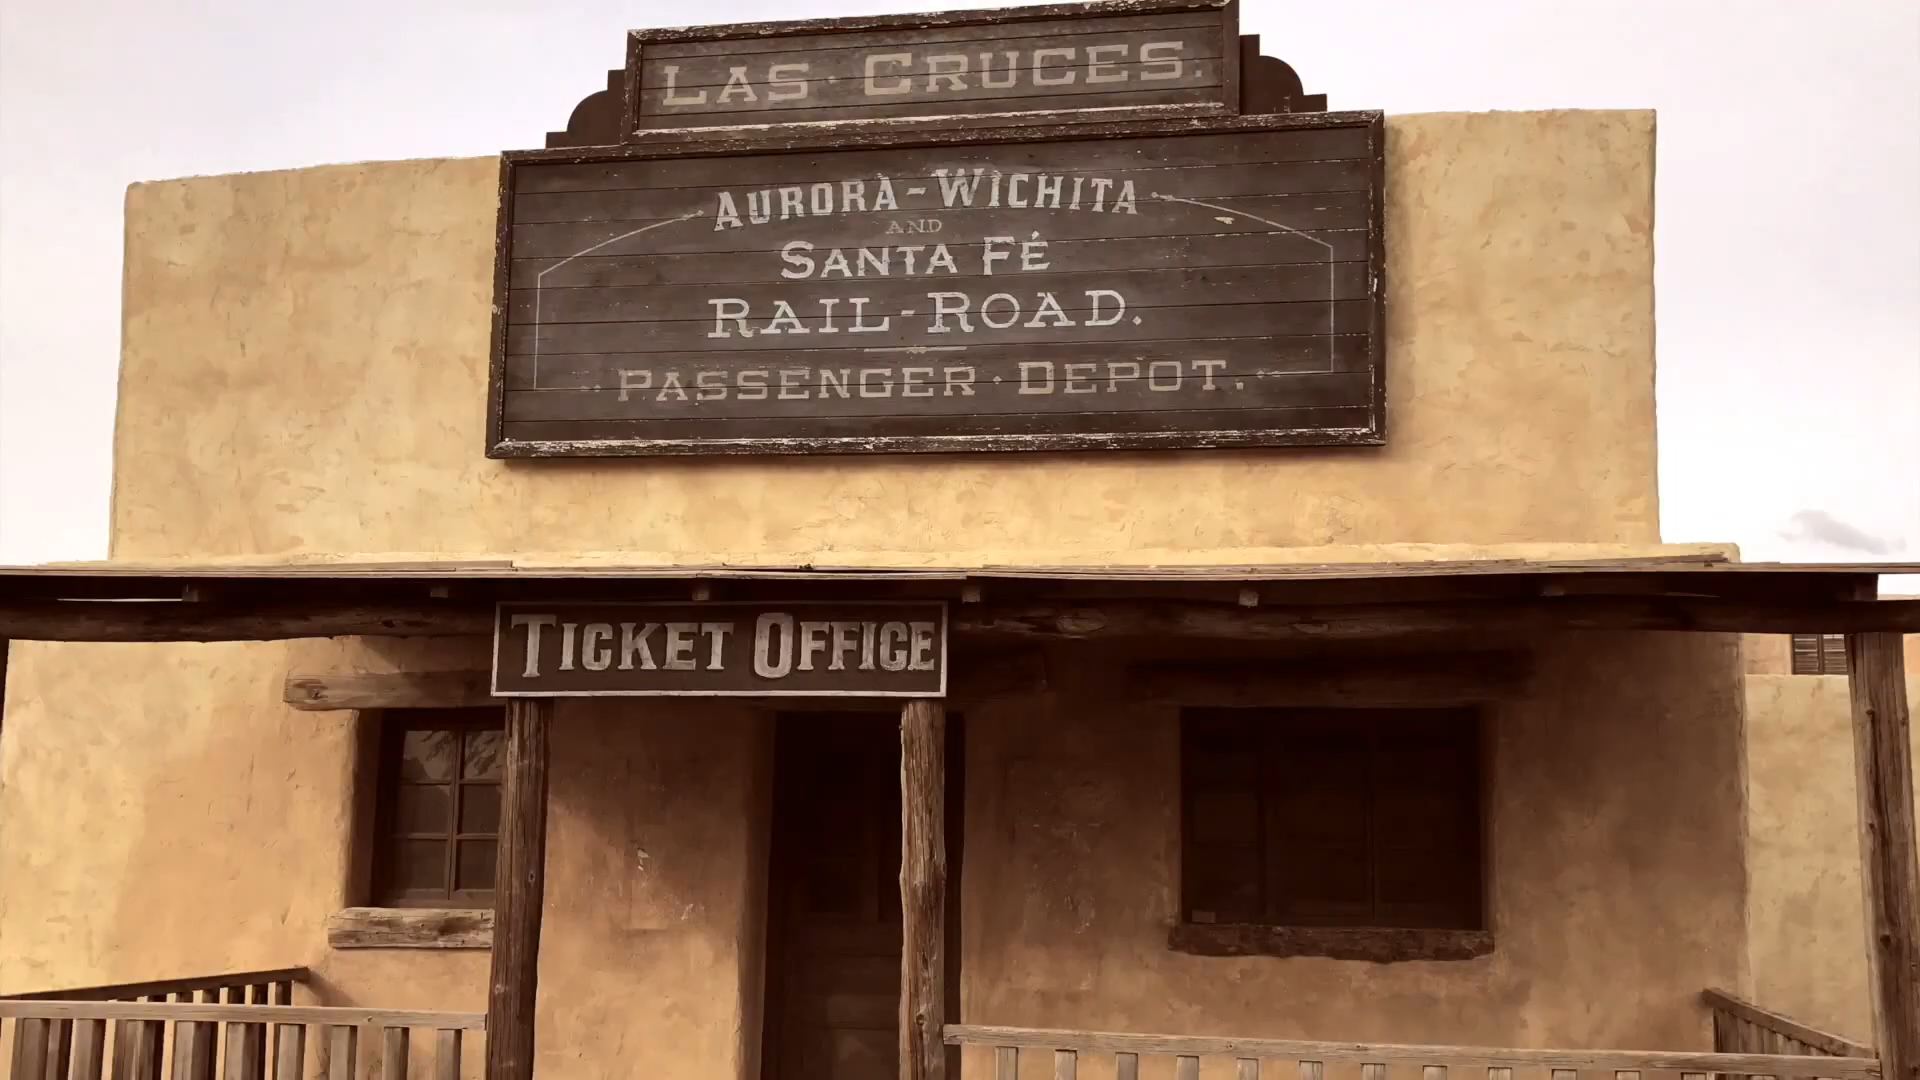 LAS · CRUCES.
AURORA-WICHITA
AND
SANTA FÉ
RAIL-ROAD.
PASSENGER · DEPOT.
TICKET OFFICE